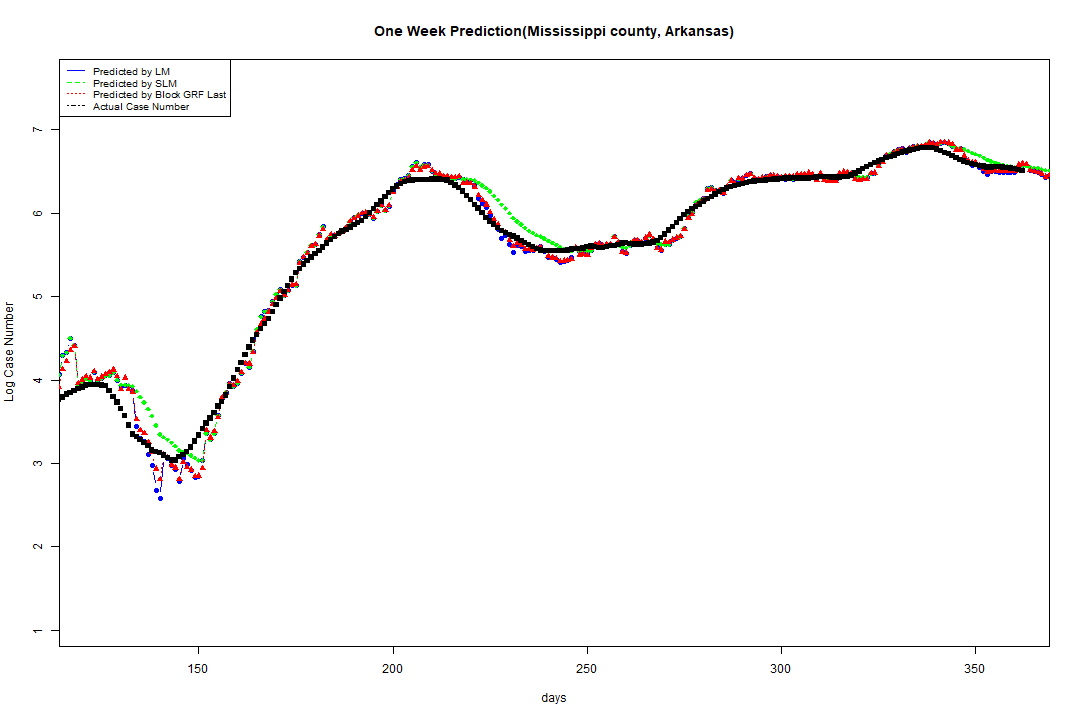 One Week Prediction(Mississippi county, Arkansas)
Predicted by LM
Predicted by SLM
Predicted by Block GRF Last
Actual Case Number
7
6
5
4
3
2
1
Log Case Number
150 200 250 300 350
days